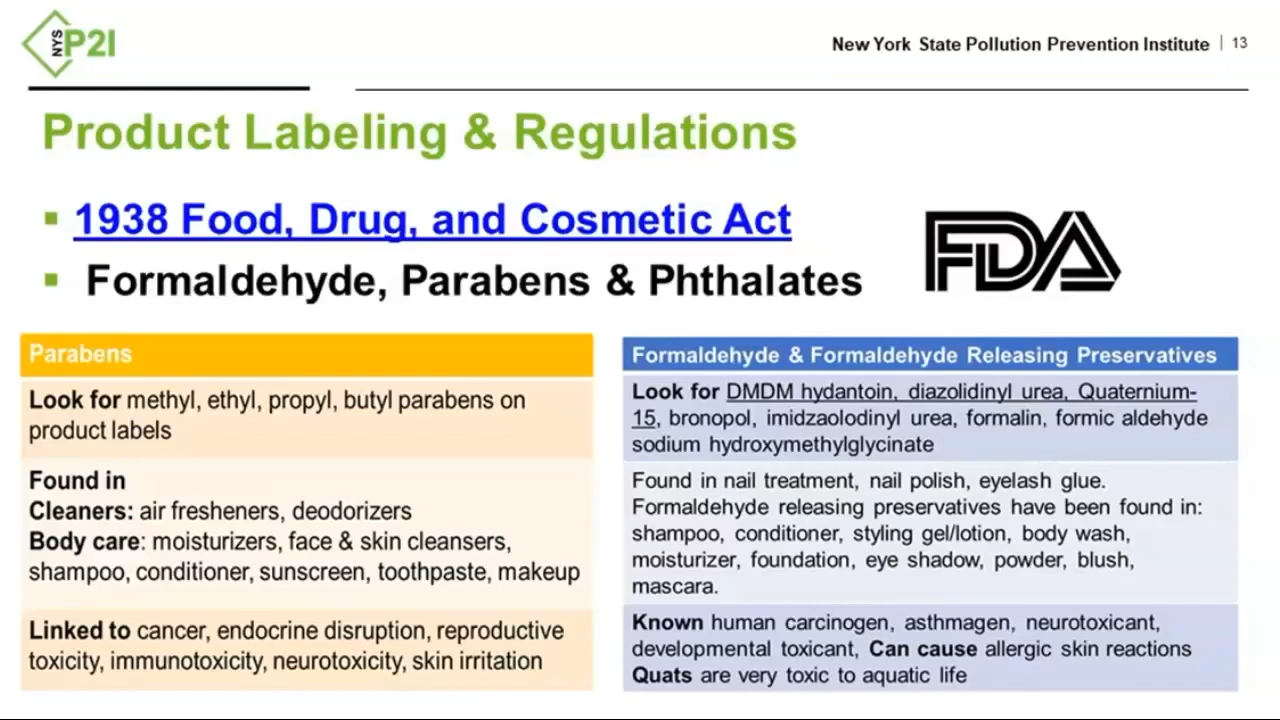 NYS P2I
New York State Pollution Prevention Institute | 13
Product Labeling & Regulations
1938 Food, Drug, and Cosmetic Act
Formaldehyde, Parabens & Phthalates
FDA
Parabens
Look for methyl, ethyl, propyl, butyl parabens on
product labels
Found in
Cleaners: air fresheners, deodorizers
Body care: moisturizers, face & skin cleansers,
shampoo, conditioner, sunscreen, toothpaste, makeup
Linked to cancer, endocrine disruption, reproductive
toxicity, immunotoxicity, neurotoxicity, skin irritation
Formaldehyde & Formaldehyde Releasing Preservatives
Look for DMDM hydantoin, diazolidinyl urea, Quaternium-
15, bronopol, imidzaolodinyl urea, formalin, formic aldehyde
sodium hydroxymethylglycinate
Found in nail treatment, nail polish, eyelash glue.
Formaldehyde releasing preservatives have been found in:
shampoo, conditioner, styling gel/lotion, body wash,
moisturizer, foundation, eye shadow, powder, blush,
mascara.
Known human carcinogen, asthmagen, neurotoxicant,
developmental toxicant, Can cause allergic skin reactions
Quats are very toxic to aquatic life